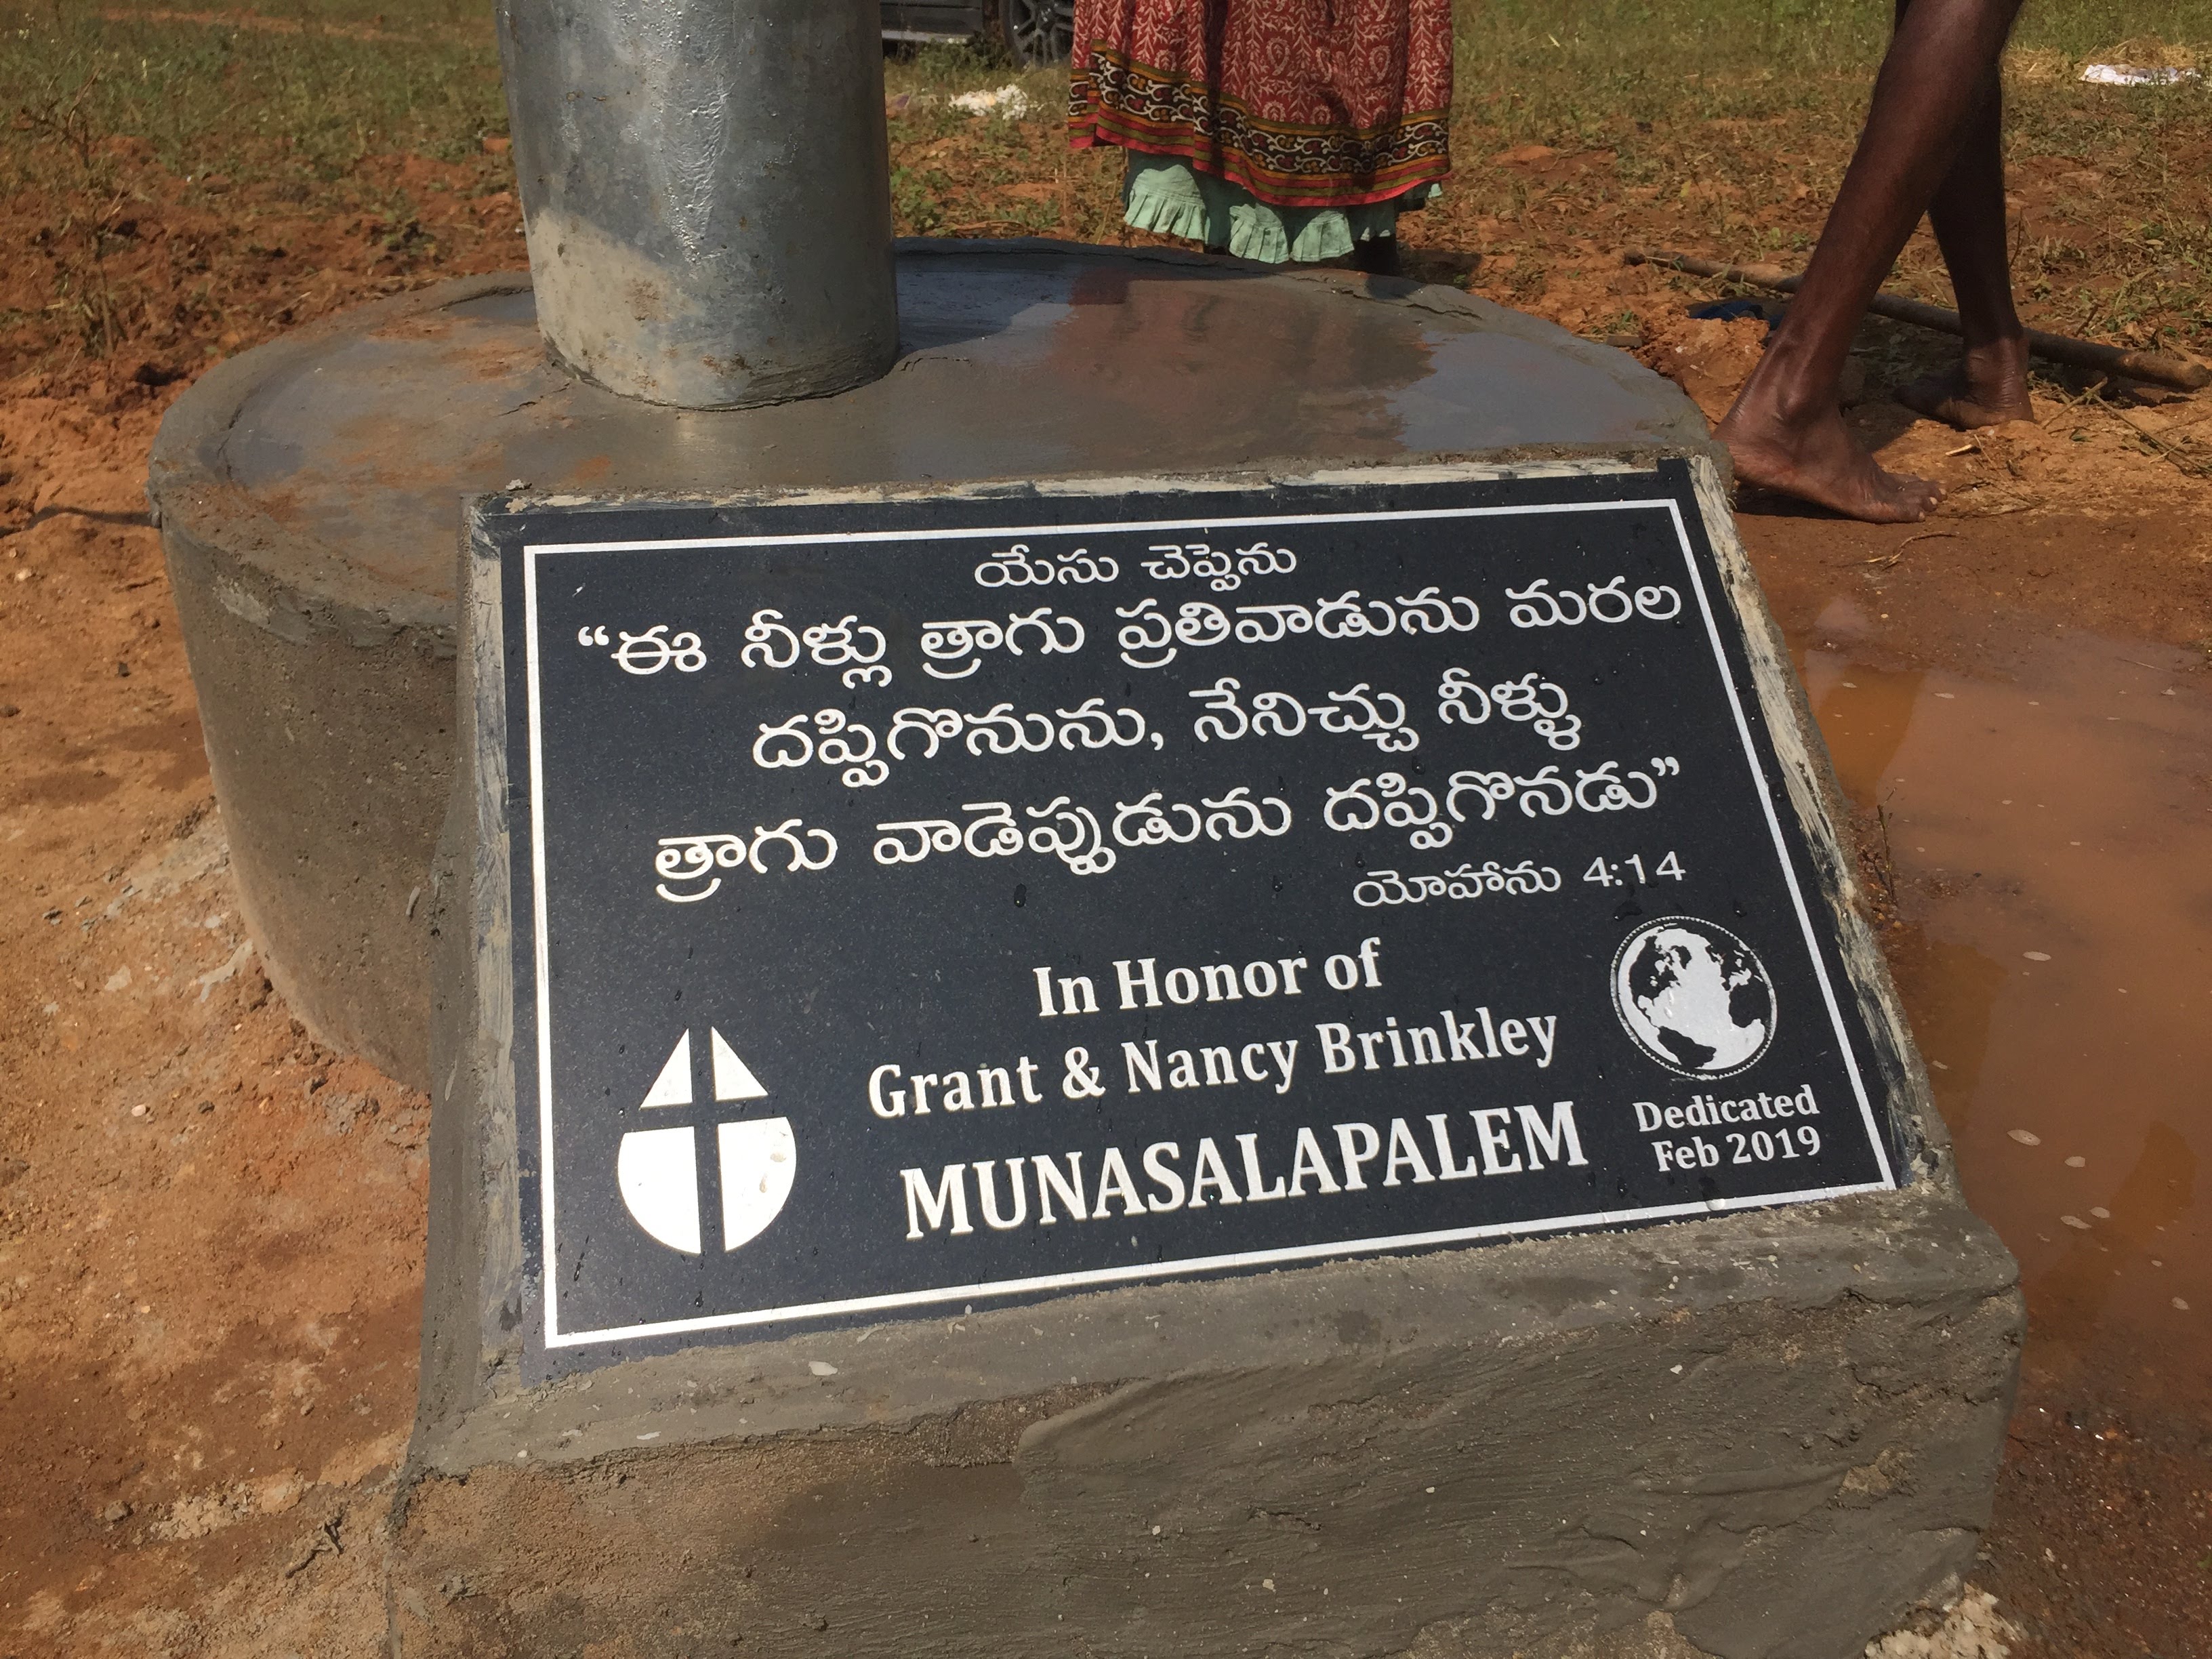 యేసు చెప్పెను
“ఈ నీళ్లు త్రాగు ప్రతివాడును మరల
దప్పిగొనును, నేనిచ్చు నీళ్ళు
త్రాగు వాడెప్పుడును దప్పిగొనడు”
యోహాను 4:14
In Honor of
Grant & Nancy Brinkley
MUNASALAPALEM
Dedicated
Feb 2019